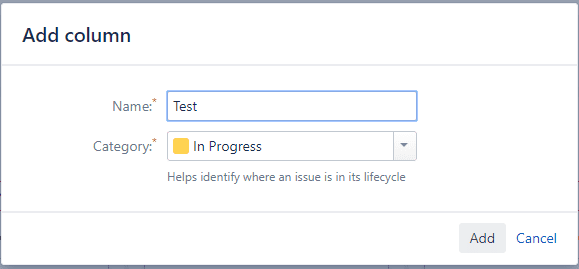 Add column
Name:* Test
Category:* In Progress
Helps identify where an issue is in its lifecycle
Add Cancel